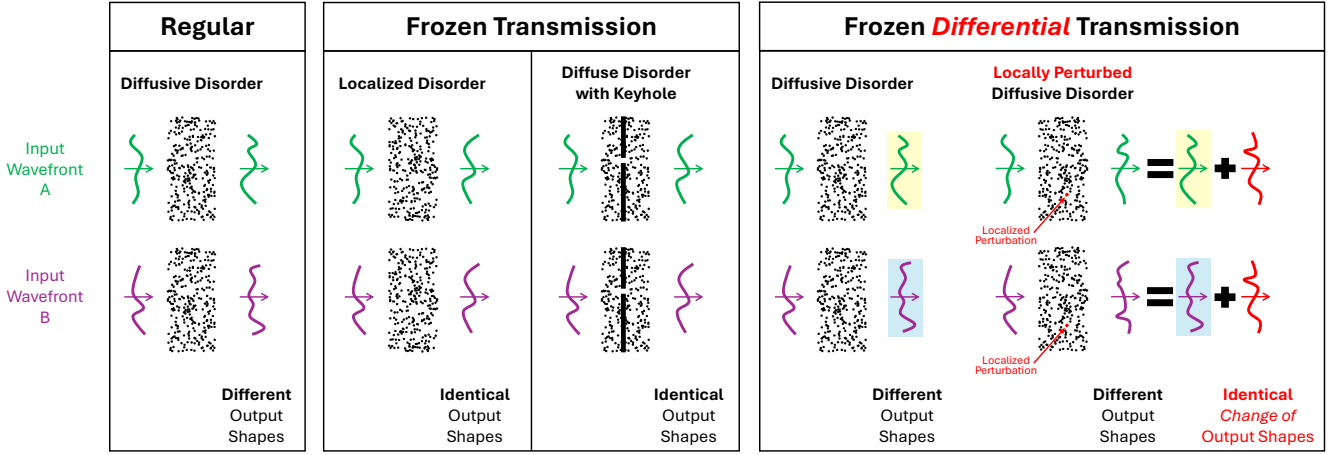 Regular
Frozen Transmission
Frozen Differential Transmission
Diffusive Disorder
Localized Disorder
Diffuse Disorder
with Keyhole
Diffusive Disorder
Locally Perturbed
Diffusive Disorder
Input
Wavefront
A
Localized
Perturbation
Input
Wavefront
B
Localized
Perturbation
Different
Output
Shapes
Identical
Output
Shapes
Identical
Output
Shapes
Different
Output
Shapes
Different
Output
Shapes
Identical
Change of
Output Shapes